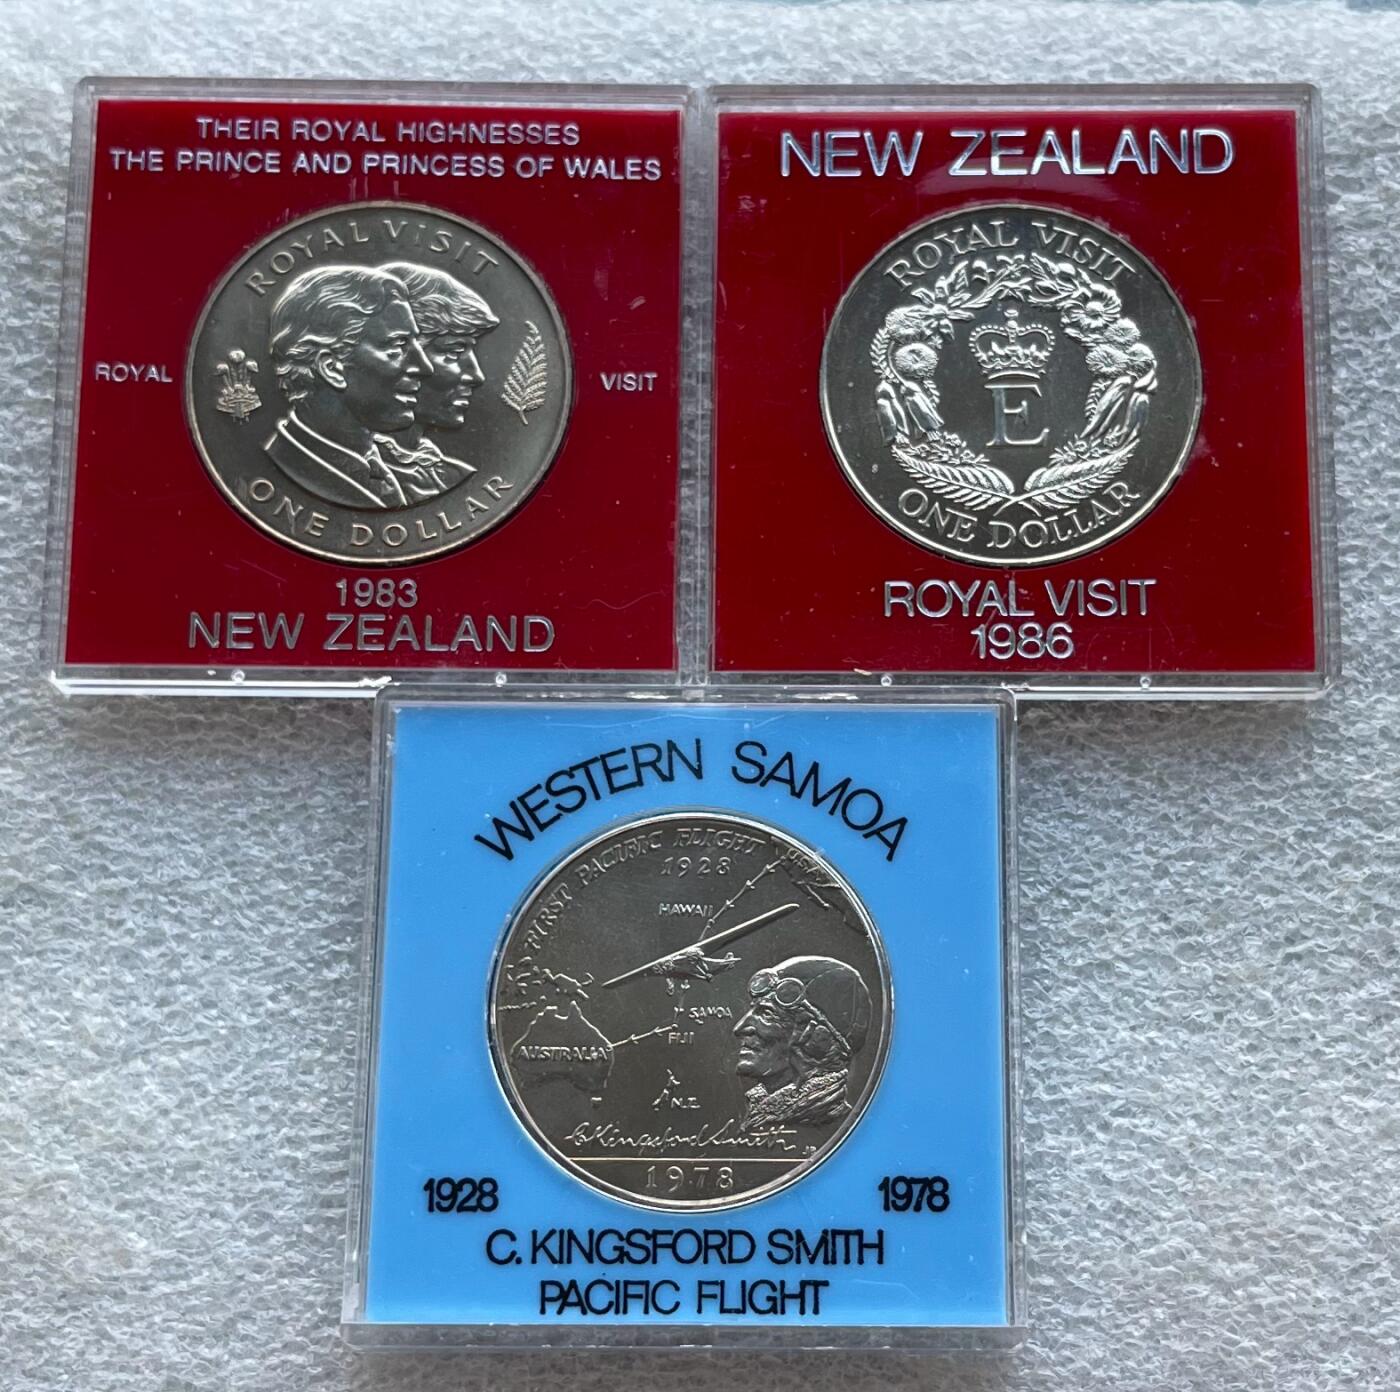 THEIR ROYAL HIGHNESSES
THE PRINCE AND PRINCESS OF WALES
ROYAL VISIT
ROYAL
VISIT
ONE DOLLAR
1983
NEW ZEALAND
NEW ZEALAND
ROYAL VISIT
E
ONE DOLLAR
ROYAL VISIT
1986
WESTERN SAMOA
FIRST PACIFIC FLIGHT
1928
HAWAII
SAMOA
FIJI
AUSTRALIA
N.Z.
C Kingsford Smith
1978
1928
1978
C. KINGSFORD SMITH
PACIFIC FLIGHT